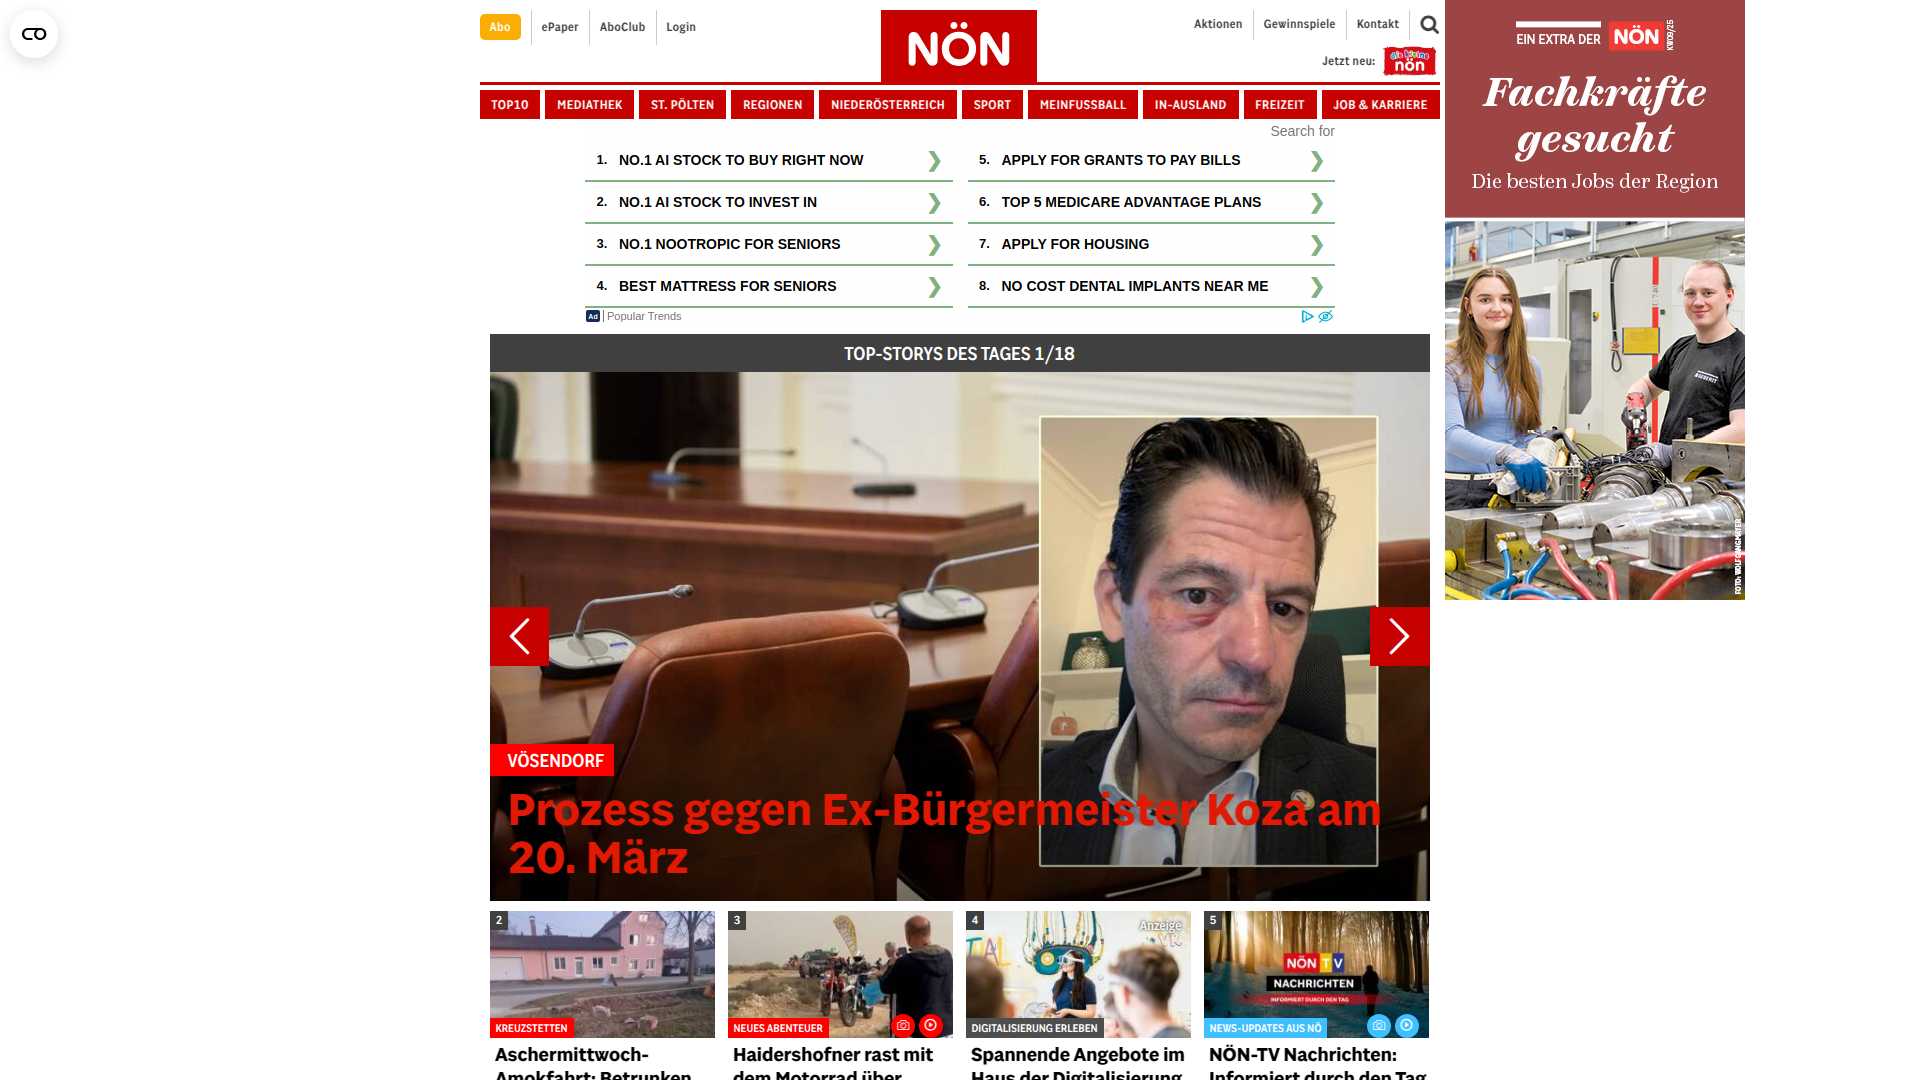 Abo
ePaper
AboClub
Login
NÖN
Aktionen
Gewinnspiele
Kontakt
Jetzt neu:
die kleine
nön
TOP10
MEDIATHEK
ST. PÖLTEN
REGIONEN
NIEDERÖSTERREICH
SPORT
MEINFUSSBALL
IN-AUSLAND
FREIZEIT
JOB & KARRIERE
Search for
1. NO.1 AI STOCK TO BUY RIGHT NOW
2. NO.1 AI STOCK TO INVEST IN
3. NO.1 NOOTROPIC FOR SENIORS
4. BEST MATTRESS FOR SENIORS
5. APPLY FOR GRANTS TO PAY BILLS
6. TOP 5 MEDICARE ADVANTAGE PLANS
7. APPLY FOR HOUSING
8. NO COST DENTAL IMPLANTS NEAR ME
Ad | Popular Trends
EIN EXTRA DER NÖN
KW09/25
Fachkräfte
gesucht
Die besten Jobs der Region
FOTO: WOLFGANG MAYER
TOP-STORYS DES TAGES 1/18
VÖSENDORF
Prozess gegen Ex-Bürgermeister Koza am
20. März
2
KREUZSTETTEN
Aschermittwoch-
Amokfahrt: Betrunken
3
NEUES ABENTEUER
Haidershofner rast mit
dem Motorrad über
4
Anzeige
DIGITALISIERUNG ERLEBEN
Spannende Angebote im
Haus der Digitalisierung
5
NÖN TV
NACHRICHTEN
INFORMIERT DURCH DEN TAG
NEWS-UPDATES AUS NÖ
NÖN-TV Nachrichten:
Informiert durch den Tag